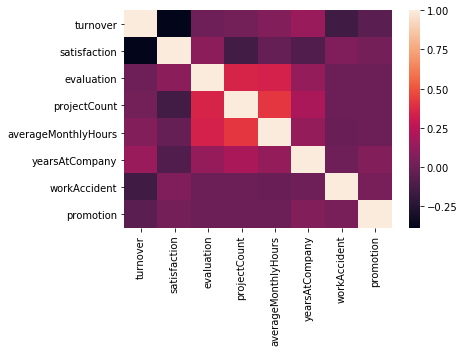 turnover
satisfaction
evaluation
projectCount
averageMonthlyHours
yearsAtCompany
workAccident
promotion
turnover
satisfaction
evaluation
projectCount
averageMonthlyHours
yearsAtCompany
workAccident
promotion
1.00
0.75
0.50
0.25
0.00
−0.25